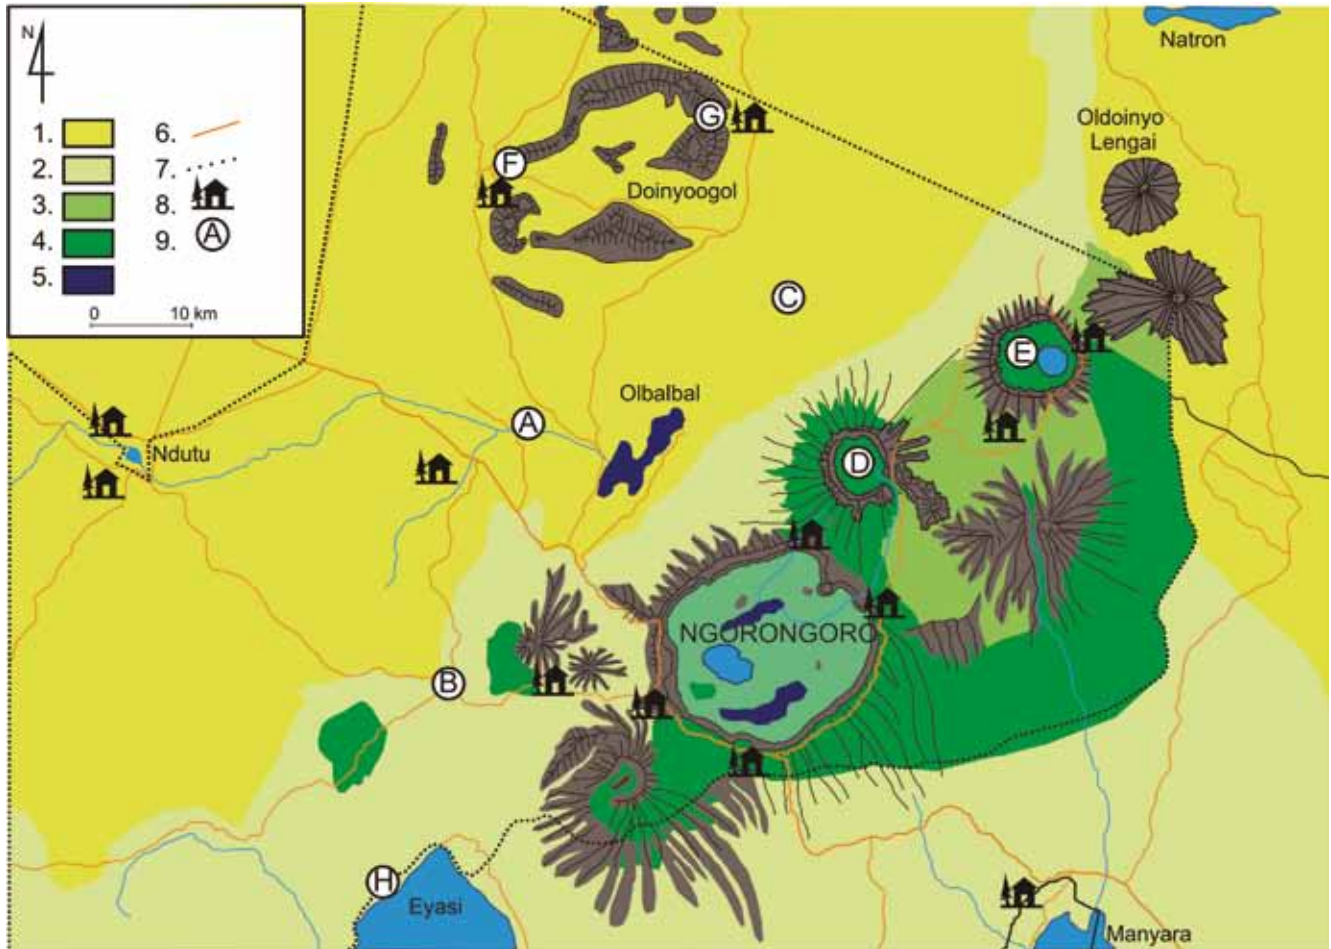 N
1.
2.
3.
4.
5.
6.
7.
8.
9. A
0 10 km
Natron
Oldoinyo
Lengai
G
F
Doinyoogol
C
E
Olbalbal
A
Ndutu
D
NGORONGORO
B
H
Eyasi
Manyara